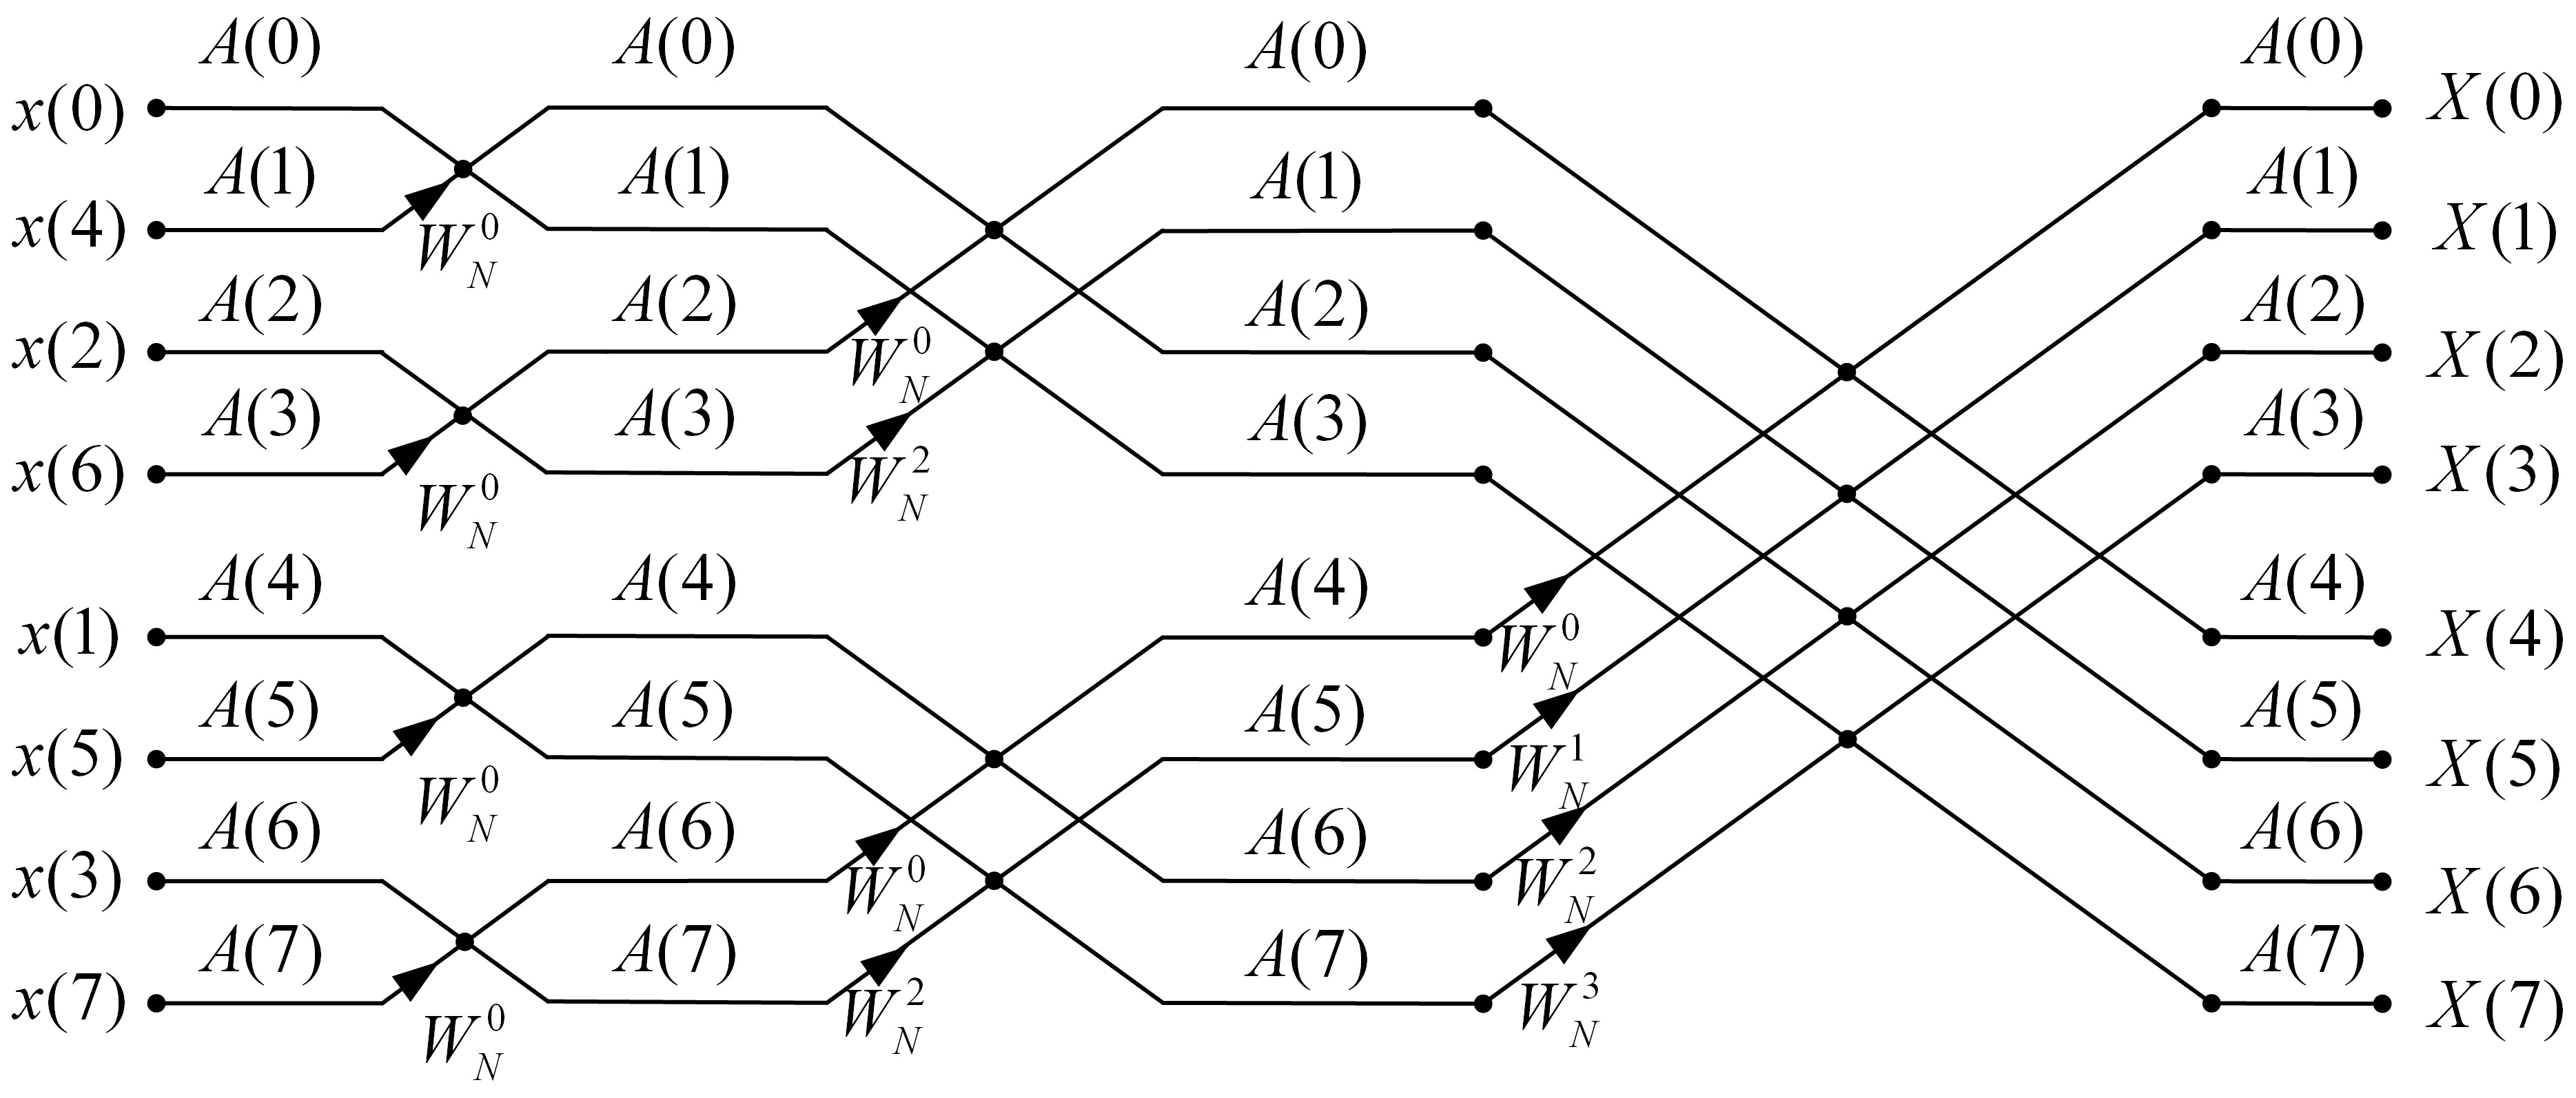 A(0) A(0) A(0) A(0)
x(0) X(0)
A(1) A(1) A(1) A(1)
x(4) W_N^0 X(1)
A(2) A(2) A(2) A(2)
x(2) W_N^0 X(2)
A(3) A(3) A(3) A(3)
x(6) W_N^0 W_N^2 X(3)
A(4) A(4) A(4) A(4)
x(1) W_N^0 X(4)
A(5) A(5) A(5) A(5)
x(5) W_N^0 W_N^1 X(5)
A(6) A(6) A(6) A(6)
x(3) W_N^0 W_N^2 X(6)
A(7) A(7) A(7) A(7)
x(7) W_N^0 W_N^2 W_N^3 X(7)